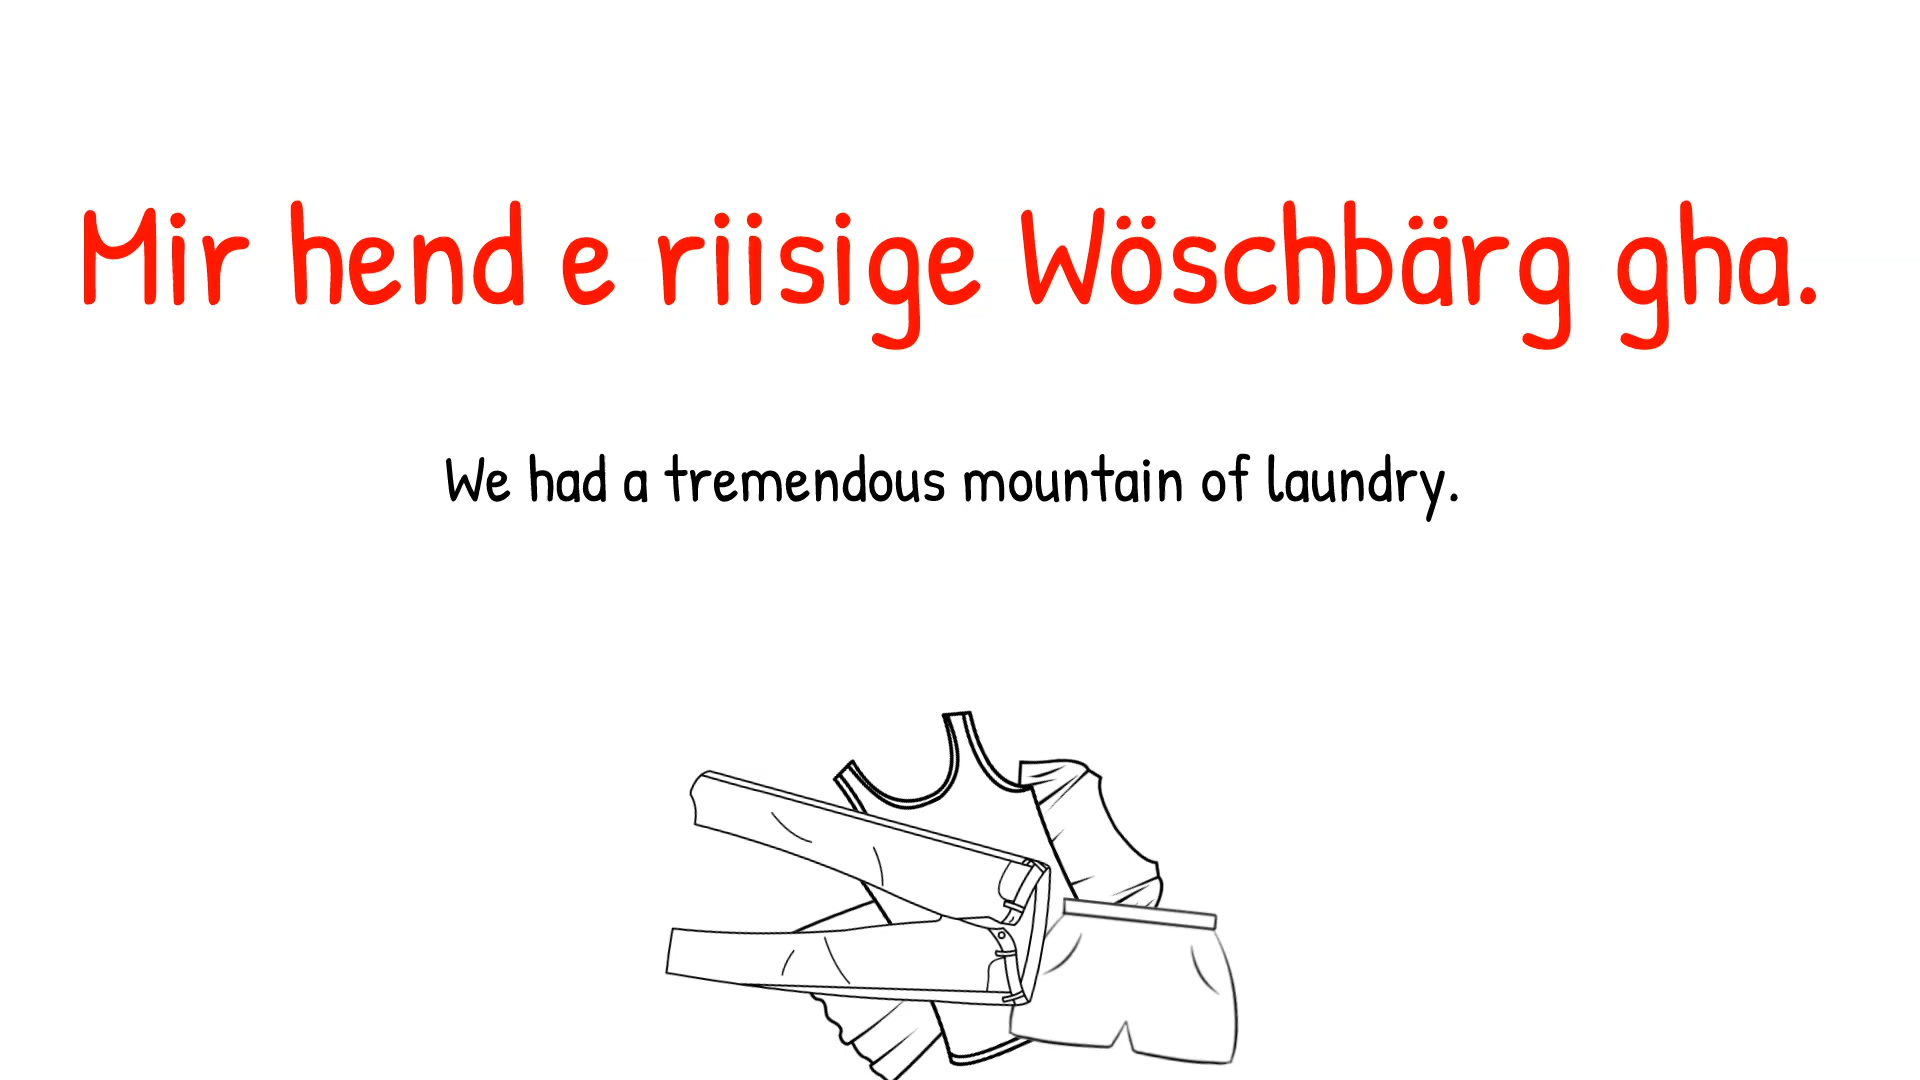 Mir hend e riisige Wöschbärg gha.
We had a tremendous mountain of laundry.